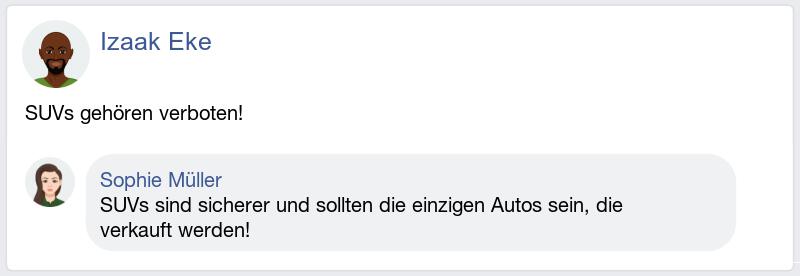 Izaak Eke
SUVs gehören verboten!
Sophie Müller
SUVs sind sicherer und sollten die einzigen Autos sein, die
verkauft werden!